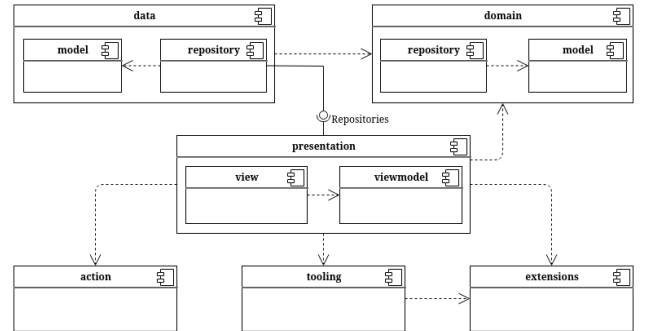 data
domain
model
repository
repository
model
Repositories
presentation
view
viewmodel
action
tooling
extensions